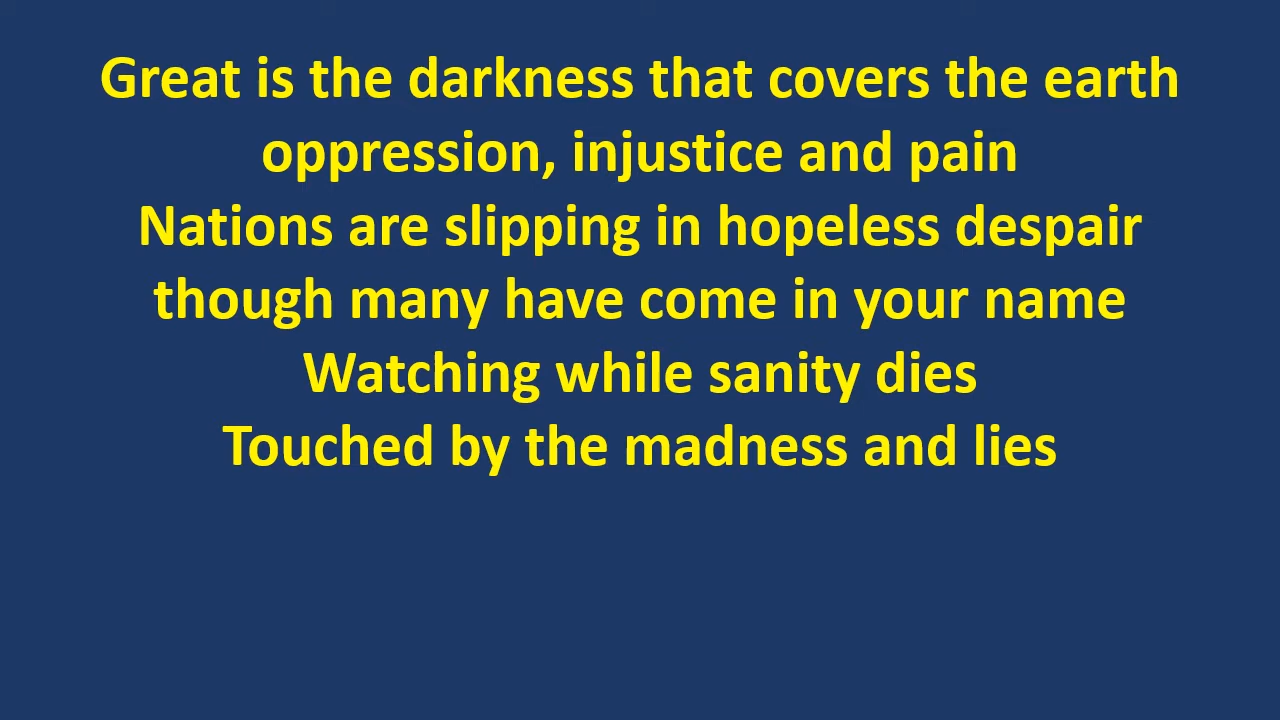 Great is the darkness that covers the earth
oppression, injustice and pain
Nations are slipping in hopeless despair
though many have come in your name
Watching while sanity dies
Touched by the madness and lies